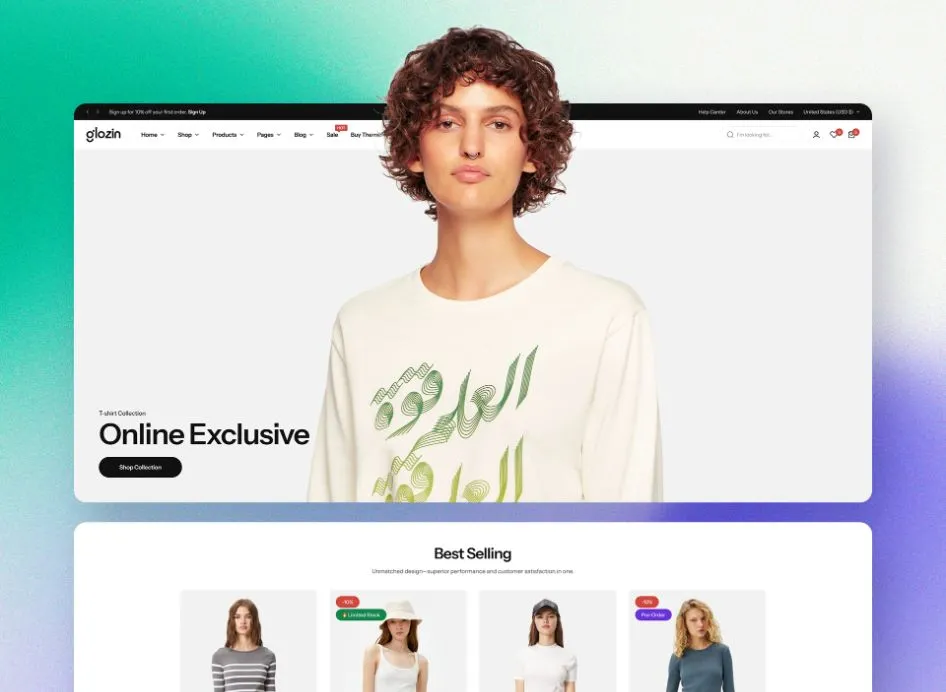 Sign up for 10% off your first order. Sign Up
Help Center About Us Our Stores United States (USD $)
glozin
Home Shop Products Pages Blog Sale Buy Theme
HOT
I'm looking for...
0
0
T-shirt Collection
Online Exclusive
Shop Collection
Best Selling
Unmatched design—superior performance and customer satisfaction in one.
-10%
Limited Stock
-10%
Pre-Order